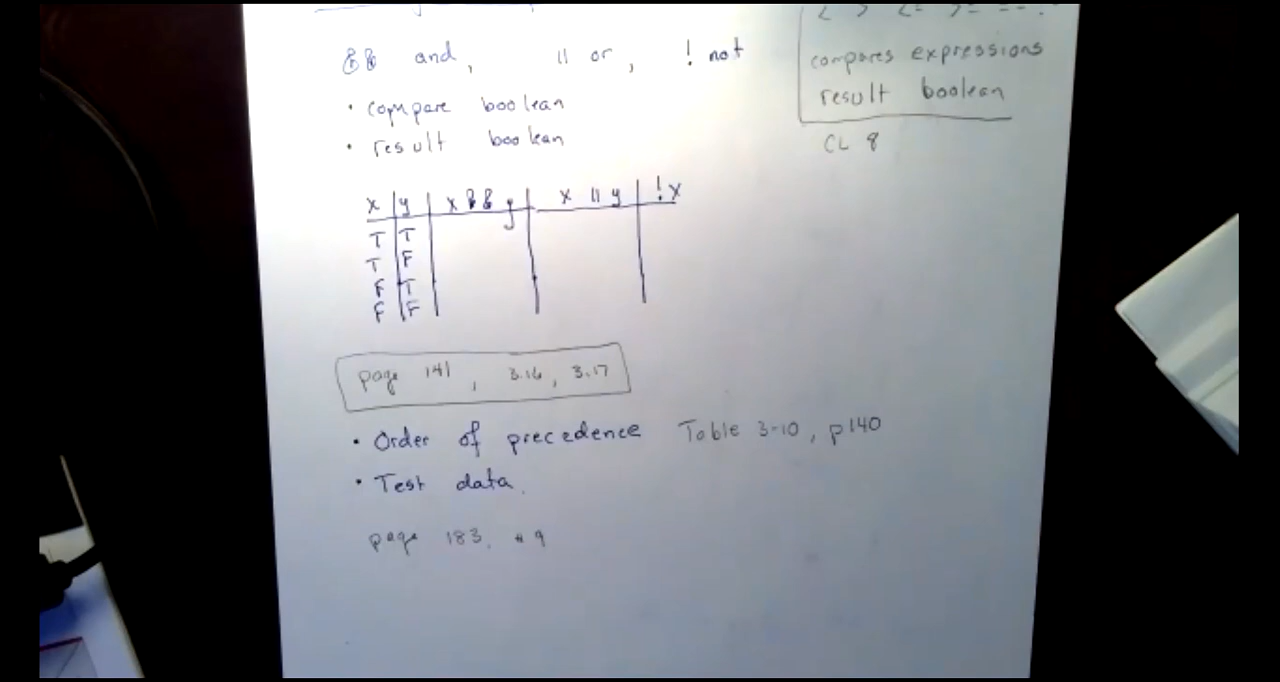 && and, || or, ! not
• compare boolean
• result boolean
x y x && y x || y !x
T T
T F
F T
F F
page 141, 3.16, 3.17
• Order of precedence Table 3-10, p140
• Test data.
page 183, # 9
< > <= >= ==
compares expressions
result boolean
CL 8